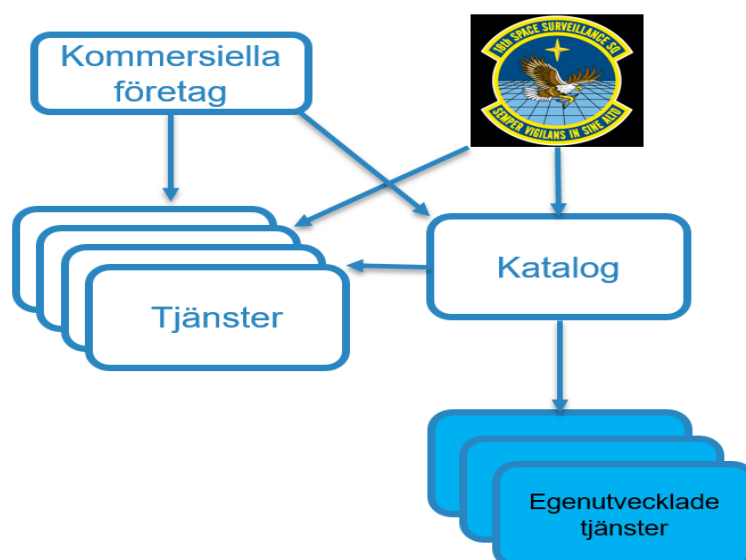 Kommersiella
företag
18th SPACE SURVEILLANCE SQ
SEMPER VIGILANS IN SINE ALTO
Katalog
Tjänster
Egenutvecklade
tjänster